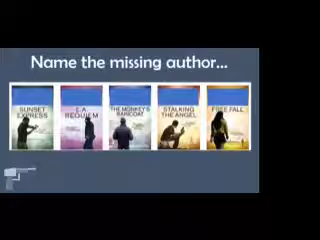 Name the missing author...
SUNSET
EXPRESS
L.A.
REQUIEM
THE MONKEY'S
RAINCOAT
STALKING
THE ANGEL
FREE FALL